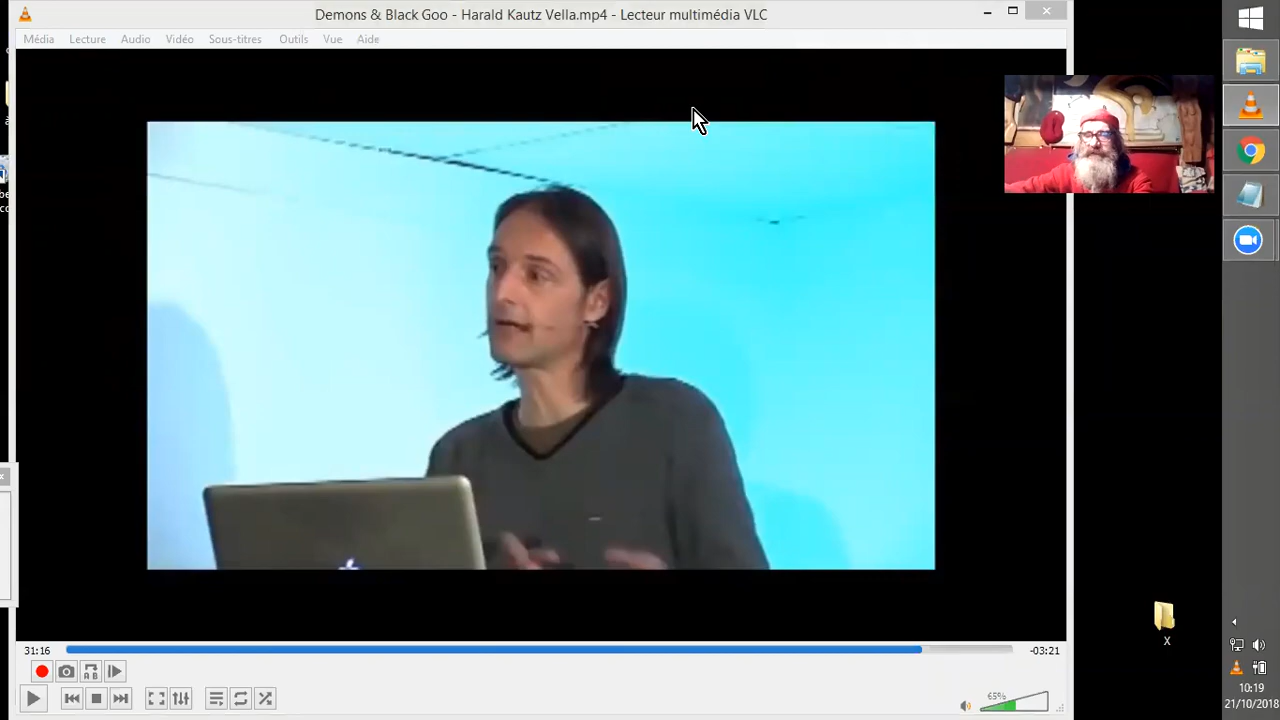 Demons & Black Goo - Harald Kautz Vella.mp4 - Lecteur multimédia VLC
Média Lecture Audio Vidéo Sous-titres Outils Vue Aide
31:16
-03:21
A B
65%
X
10:19
21/10/2018